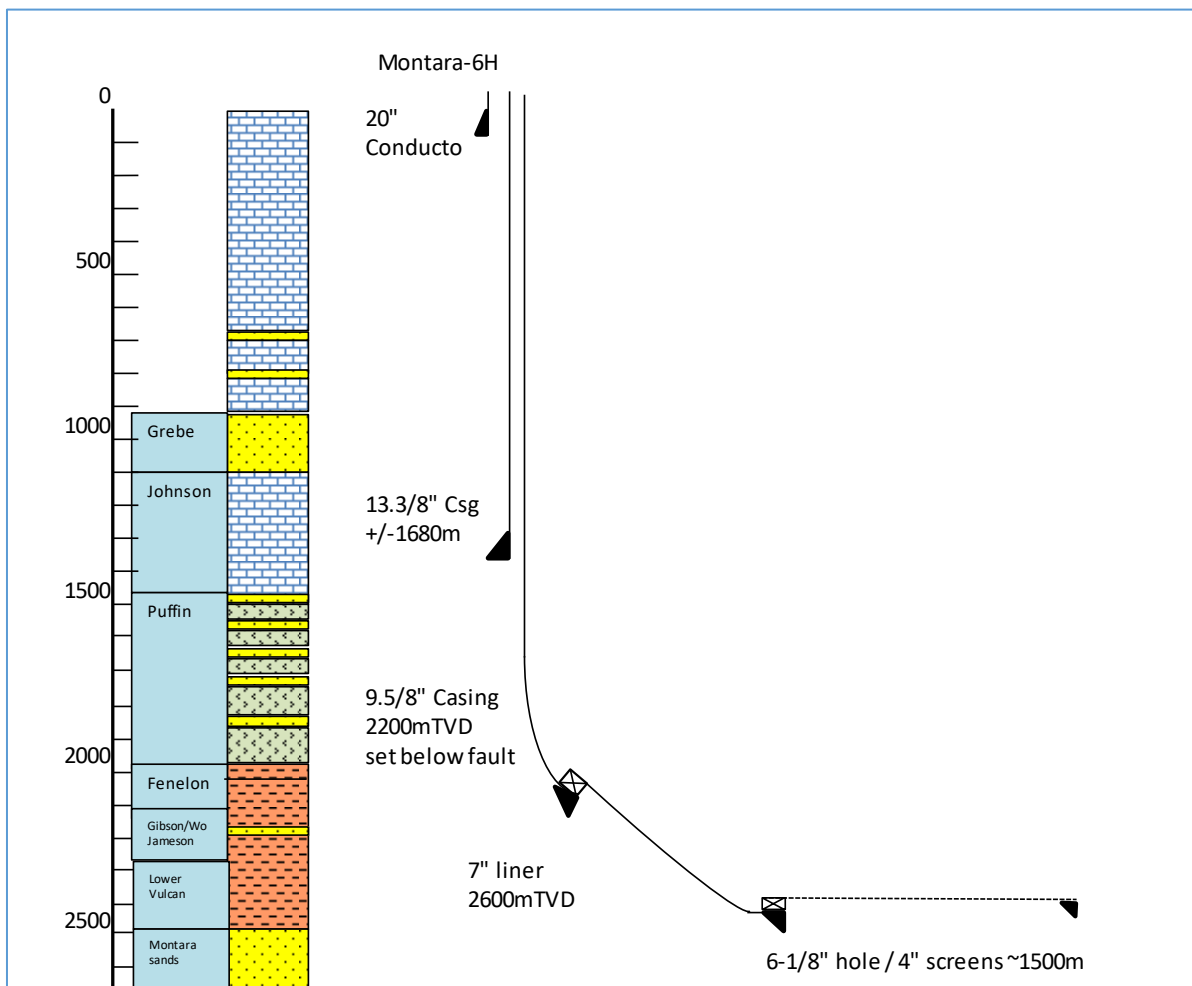 Montara-6H
0
20"
Conducto
500
1000
Grebe
Johnson
13.3/8" Csg
+/-1680m
1500
Puffin
9.5/8" Casing
2200mTVD
set below fault
2000
Fenelon
Gibson/Wo
Jameson
7" liner
2600mTVD
Lower
Vulcan
2500
Montara
sands
6-1/8" hole / 4" screens ~1500m